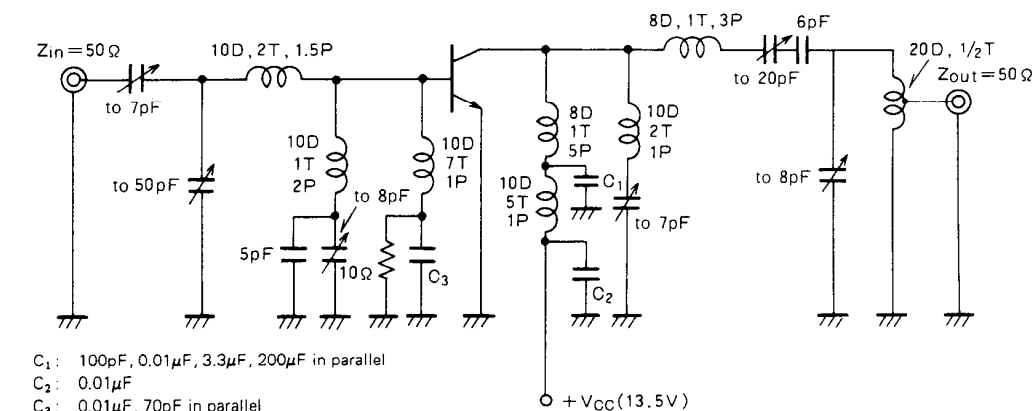 8D, 1T, 3P
6pF
Zin=50Ω
10D, 2T, 1.5P
20D, 1/2T
Zout=50Ω
to 7pF
to 20pF
10D
1T
2P
10D
7T
1P
8D
1T
5P
10D
2T
1P
to 50pF
to 8pF
10D
5T
1P
C1
to 7pF
to 8pF
5pF
10Ω
C3
C2
C1: 100pF, 0.01μF, 3.3μF, 200μF in parallel
C2: 0.01μF
C3: 0.01μF, 70pF in parallel
+VCC(13.5V)